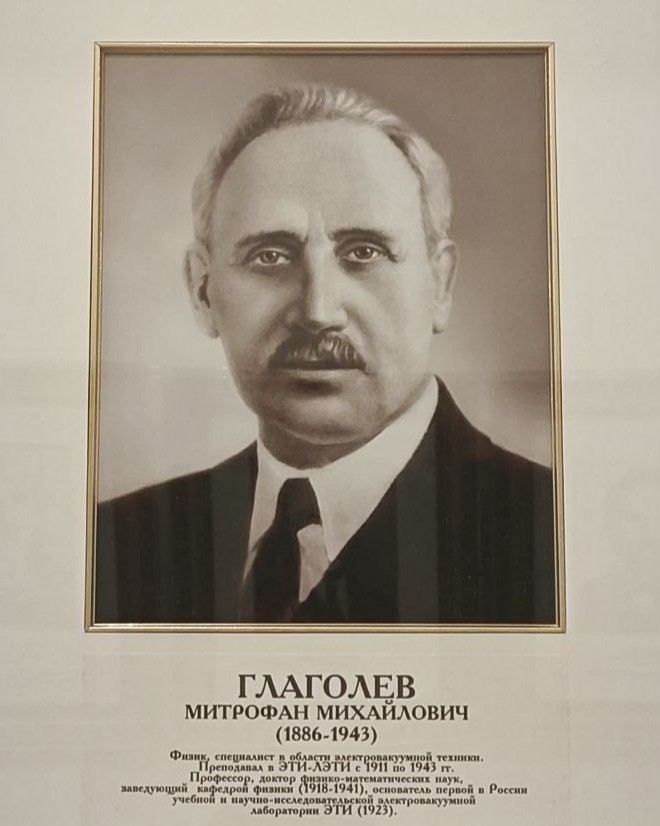 ГЛАГОЛЕВ
МИТРОФАН МИХАЙЛОВИЧ
(1886-1943)
Физик, специалист в области электровакуумной техники.
Преподавал в ЭТИ-ЛЭТИ с 1911 по 1943 гг.
Профессор, доктор физико-математических наук,
заведующий кафедрой физики (1918-1941), основатель первой в России
учебной и научно-исследовательской электровакуумной
лаборатории ЭТИ (1923).